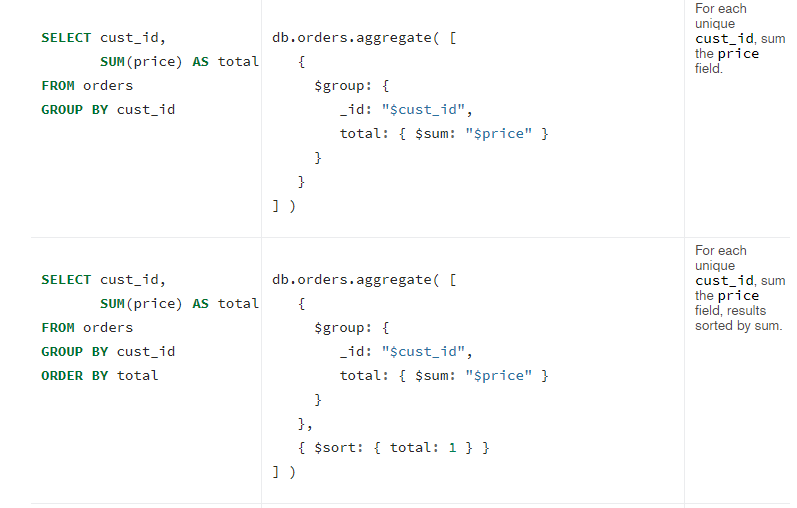 SELECT cust_id,
SUM(price) AS total
FROM orders
GROUP BY cust_id
db.orders.aggregate( [
{
$group: {
_id: "$cust_id",
total: { $sum: "$price" }
}
}
] )
For each
unique
cust_id, sum
the price
field.
SELECT cust_id,
SUM(price) AS total
FROM orders
GROUP BY cust_id
ORDER BY total
db.orders.aggregate( [
{
$group: {
_id: "$cust_id",
total: { $sum: "$price" }
}
},
{ $sort: { total: 1 } }
] )
For each
unique
cust_id, sum
the price
field, results
sorted by sum.